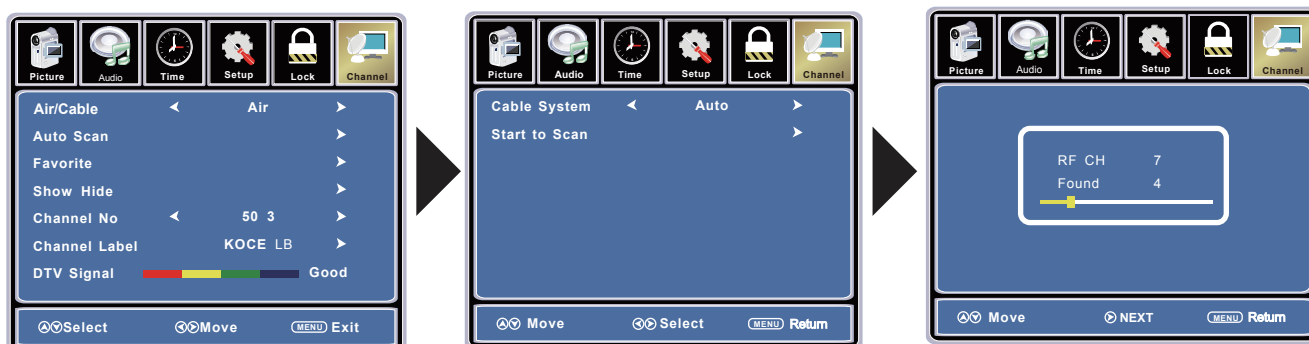 Picture Audio Time Setup Lock Channel
Air/Cable Air
Auto Scan
Favorite
Show Hide
Channel No 50 3
Channel Label KOCE LB
DTV Signal Good
Select Move MENU Exit
Picture Audio Time Setup Lock Channel
Cable System Auto
Start to Scan
Move Select MENU Return
Picture Audio Time Setup Lock Channel
RF CH 7
Found 4
Move NEXT MENU Return